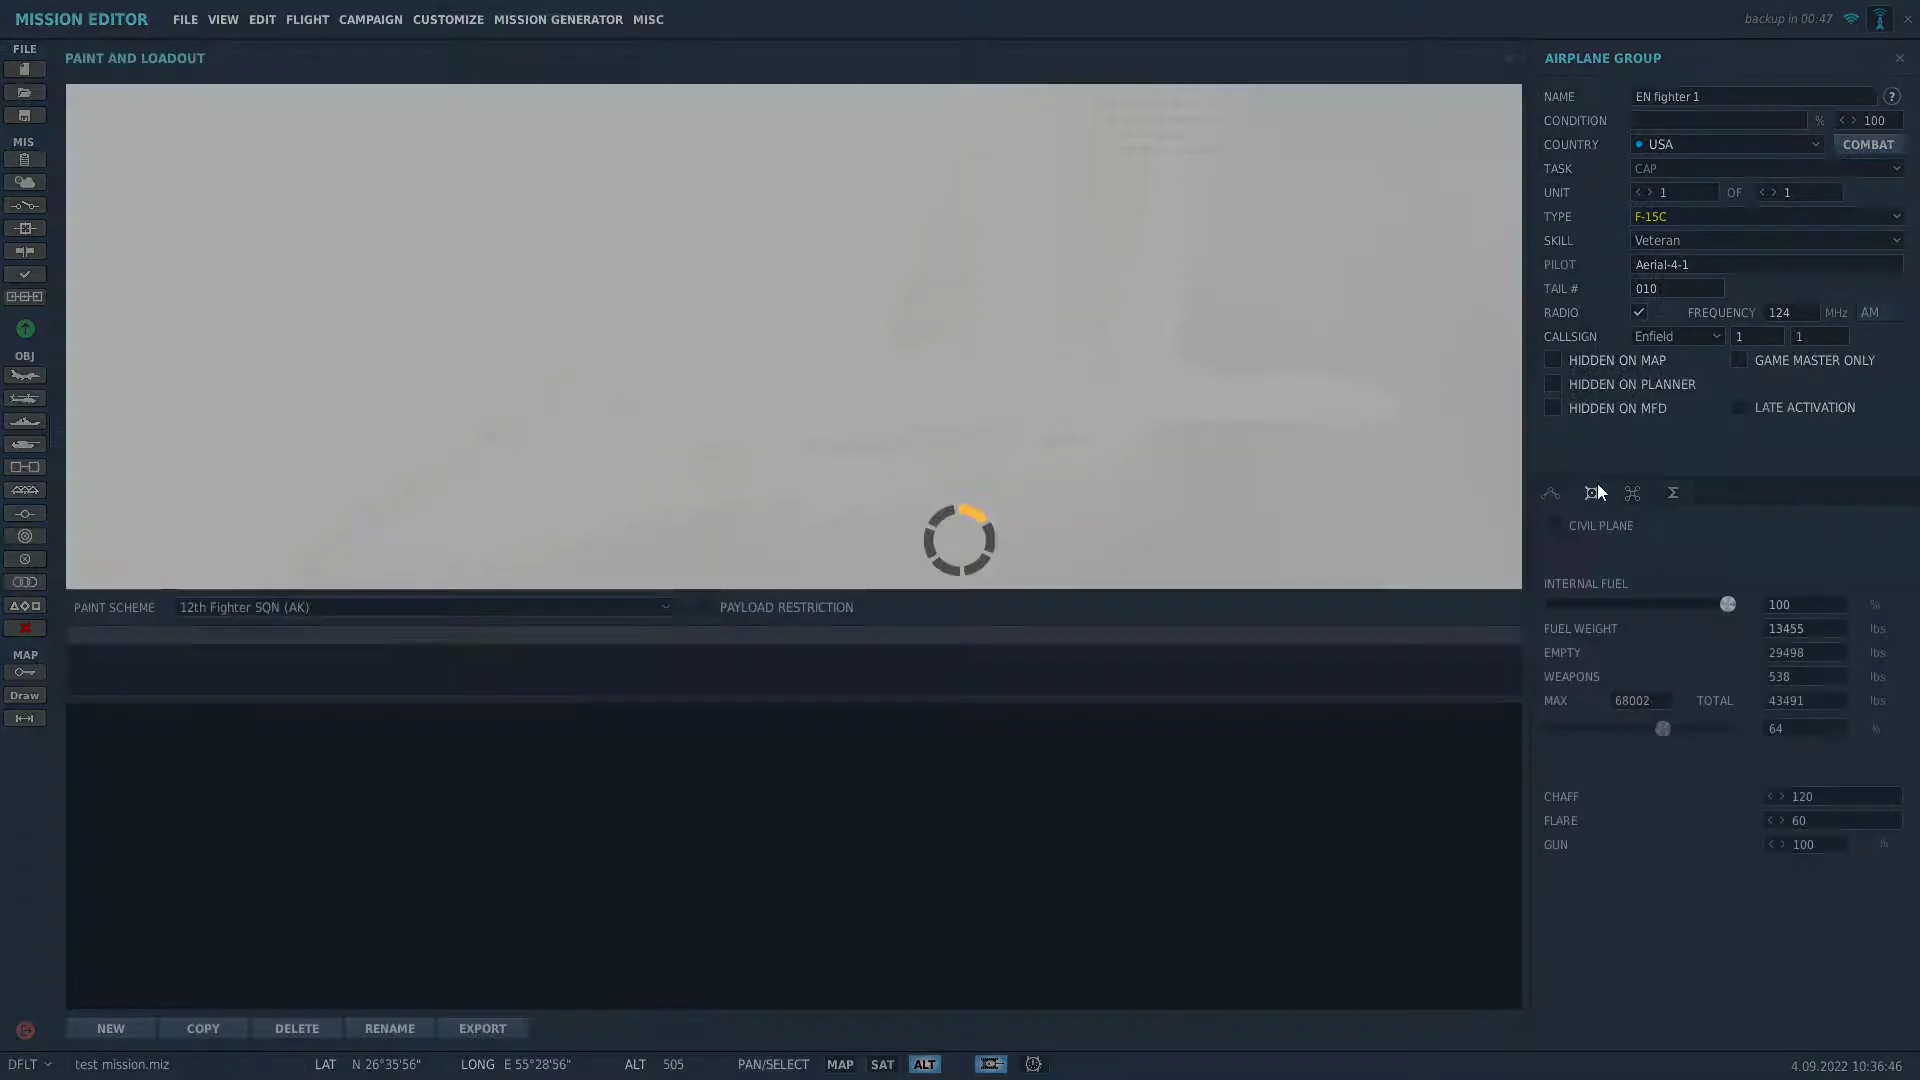 MISSION EDITOR FILE VIEW EDIT FLIGHT CAMPAIGN CUSTOMIZE MISSION GENERATOR MISC backup in 00:47
FILE
MIS
OBJ
MAP
Draw
PAINT AND LOADOUT
PAINT SCHEME 12th Fighter SQN (AK) PAYLOAD RESTRICTION
NEW COPY DELETE RENAME EXPORT
AIRPLANE GROUP
NAME EN fighter 1 ?
CONDITION % < > 100
COUNTRY USA COMBAT
TASK CAP
UNIT < > 1 OF < > 1
TYPE F-15C
SKILL Veteran
PILOT Aerial-4-1
TAIL # 010
RADIO FREQUENCY 124 MHz AM
CALLSIGN Enfield 1 1
HIDDEN ON MAP GAME MASTER ONLY
HIDDEN ON PLANNER
HIDDEN ON MFD LATE ACTIVATION
Σ
CIVIL PLANE
INTERNAL FUEL
100 %
FUEL WEIGHT 13455 lbs
EMPTY 29498 lbs
WEAPONS 538 lbs
MAX 68002 TOTAL 43491 lbs
64 %
CHAFF < > 120
FLARE < > 60
GUN < > 100 %
DFLT test mission.miz LAT N 26°35'56" LONG E 55°28'56" ALT 505 PAN/SELECT MAP SAT ALT 4.09.2022 10:36:46